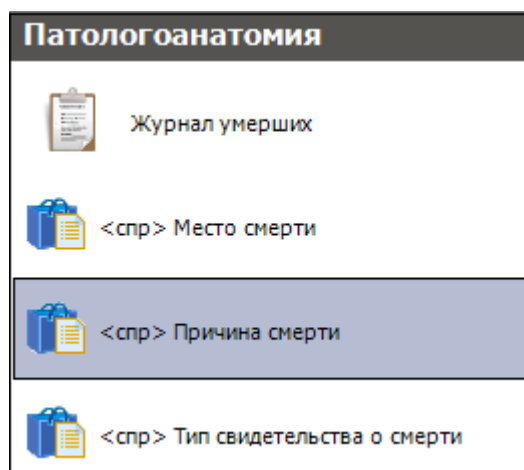 Патологоанатомия
Журнал умерших
<спр> Место смерти
<спр> Причина смерти
<спр> Тип свидетельства о смерти